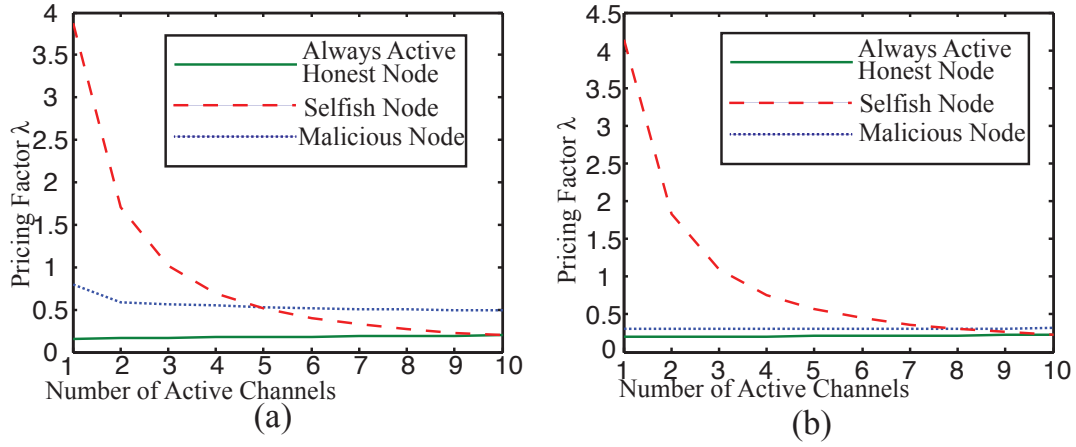 4
3.5
3
2.5
2
1.5
1
0.5
0
Pricing Factor λ
Always Active
Honest Node
Selfish Node
Malicious Node
1 2 3 4 5 6 7 8 9 10
Number of Active Channels
(a)
4.5
4
3.5
3
2.5
2
1.5
1
0.5
0
Pricing Factor λ
Always Active
Honest Node
Selfish Node
Malicious Node
1 2 3 4 5 6 7 8 9 10
Number of Active Channels
(b)